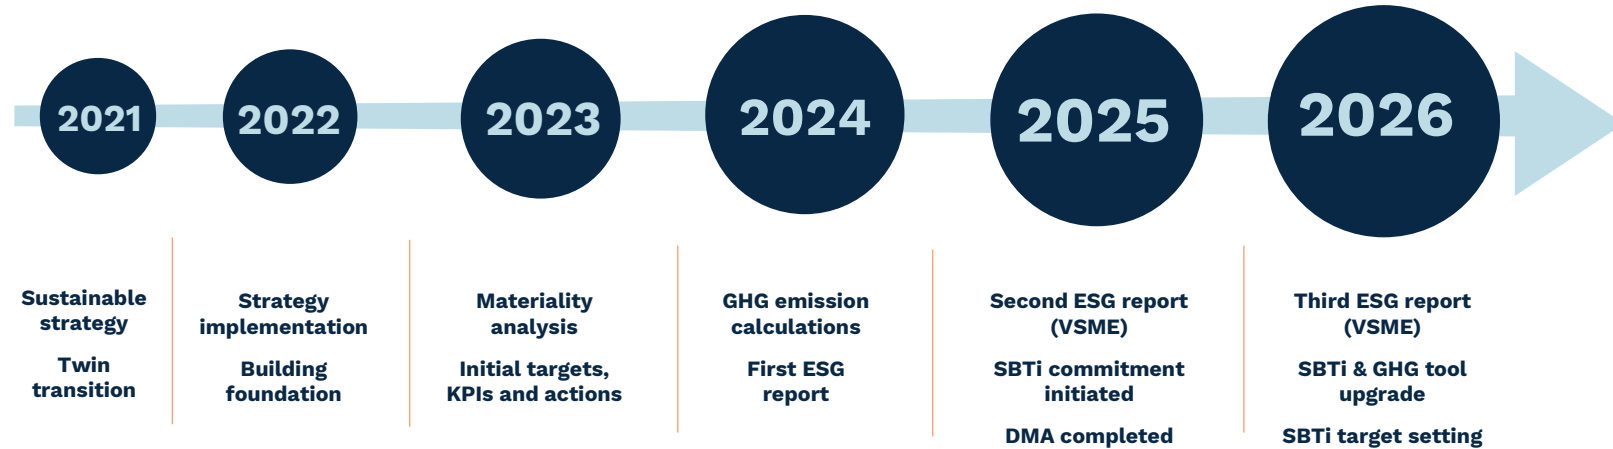 2021
2022
2023
2024
2025
2026
Sustainable
strategy
Twin
transition
Strategy
implementation
Building
foundation
Materiality
analysis
Initial targets,
KPIs and actions
GHG emission
calculations
First ESG
report
Second ESG report
(VSME)
SBTi commitment
initiated
DMA completed
Third ESG report
(VSME)
SBTi & GHG tool
upgrade
SBTi target setting